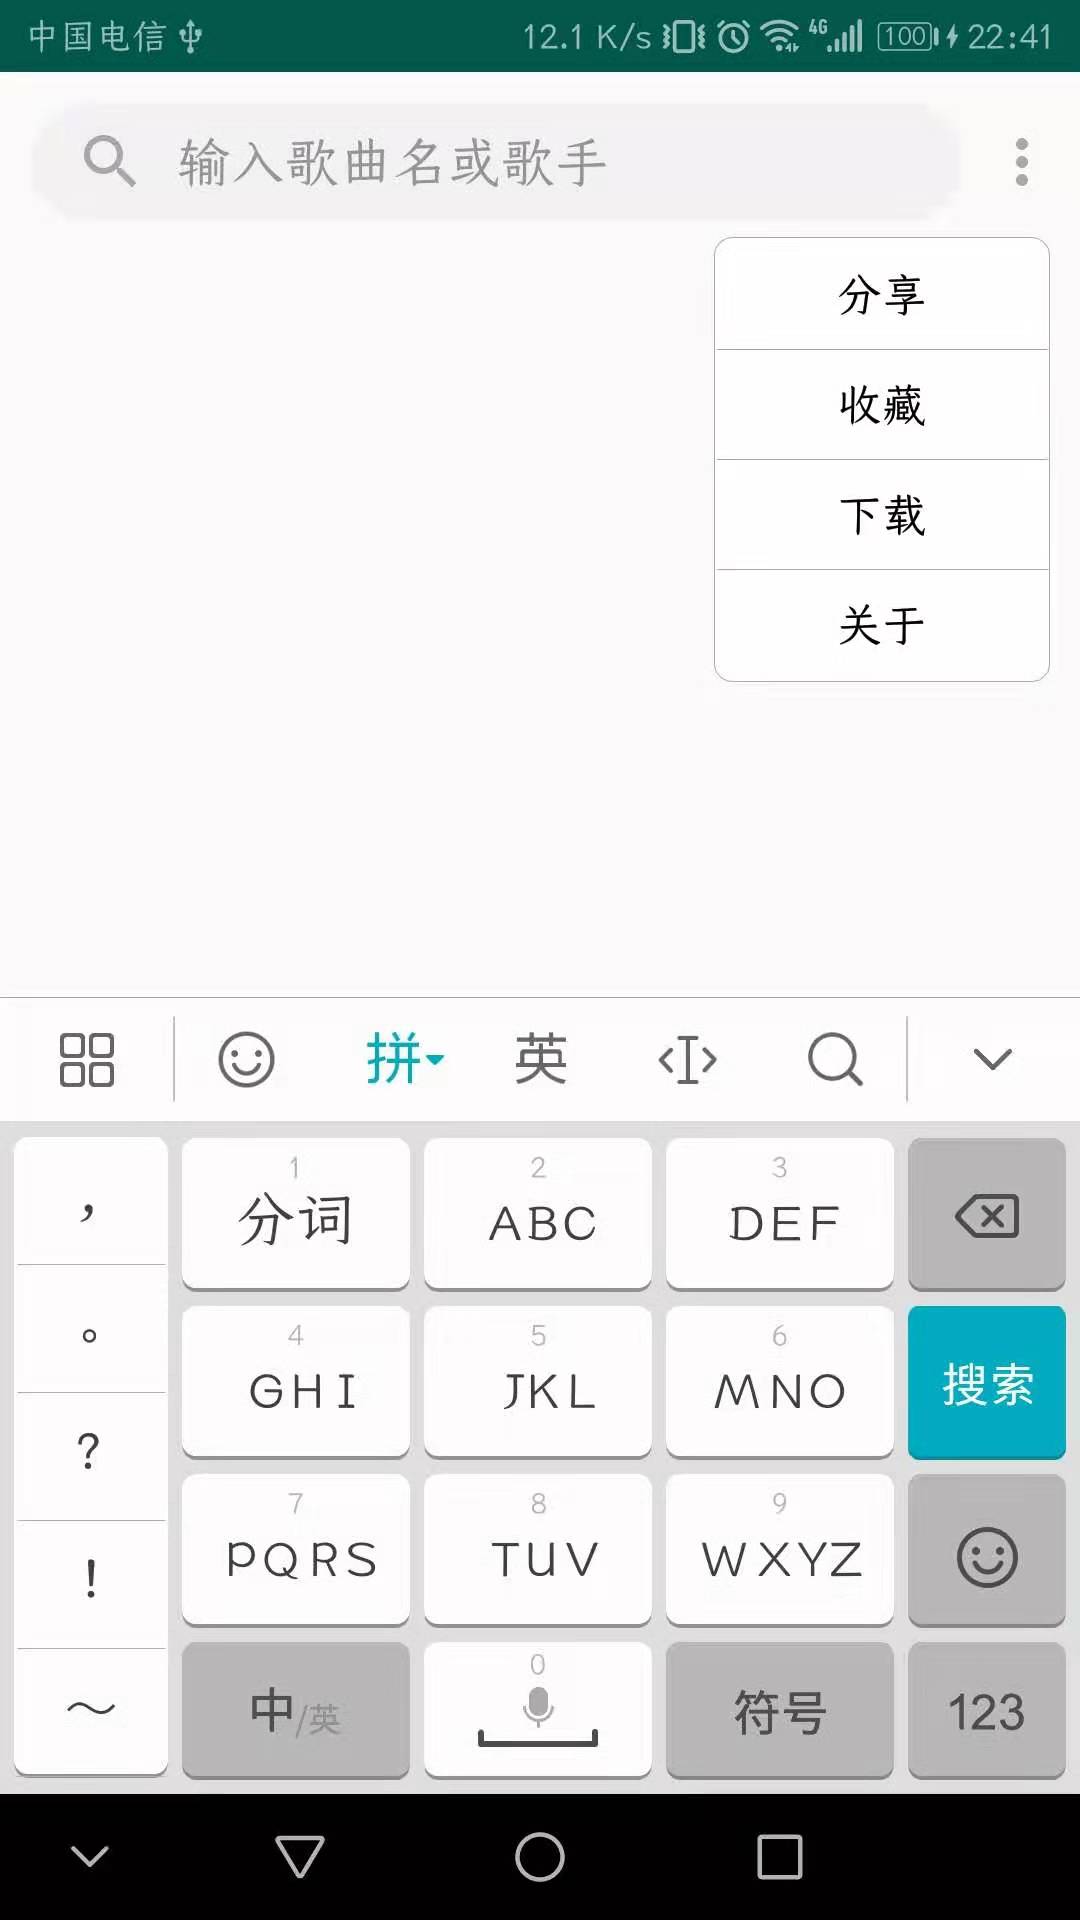 中国电信 12.1 K/s 4G 100 22:41
输入歌曲名或歌手
分享
收藏
下载
关于
拼 英
， 1 分词 2 ABC 3 DEF
。 4 GHI 5 JKL 6 MNO 搜索
?
7 PQRS 8 TUV 9 WXYZ
!
～ 中/英 0 符号 123